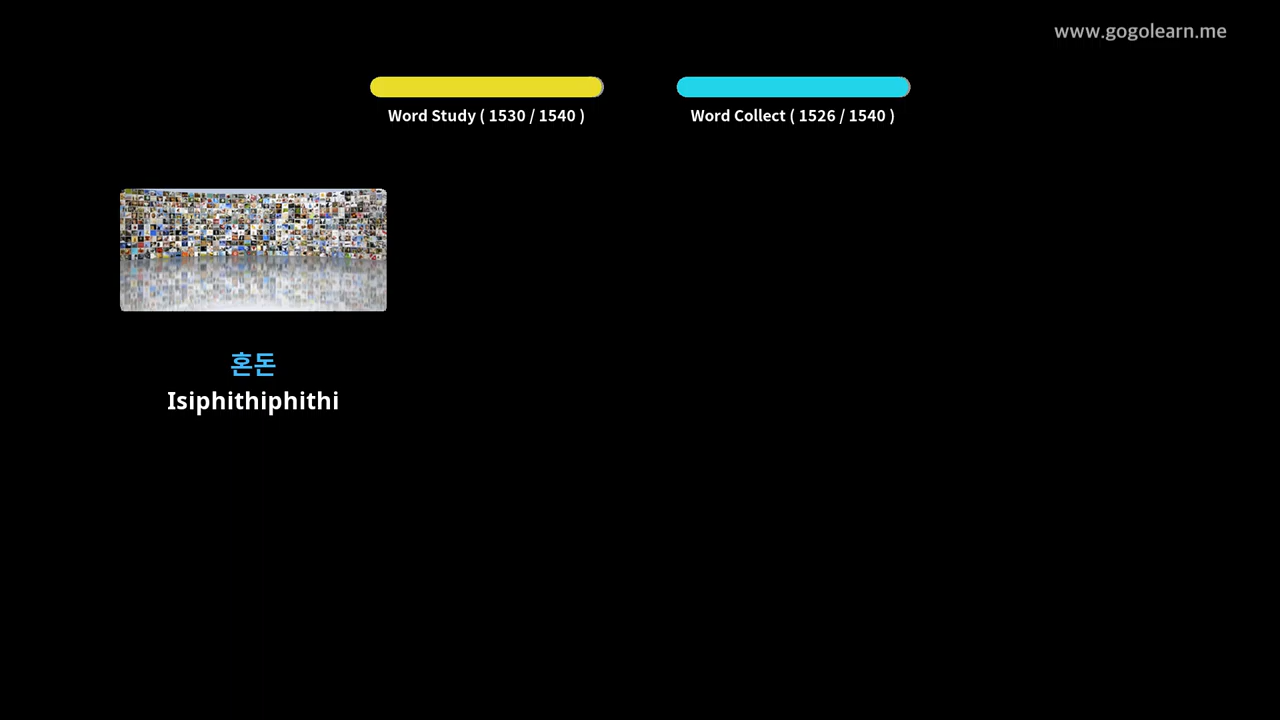 www.gogolearn.me
Word Study ( 1530 / 1540 )
Word Collect ( 1526 / 1540 )
혼돈
Isiphithiphithi